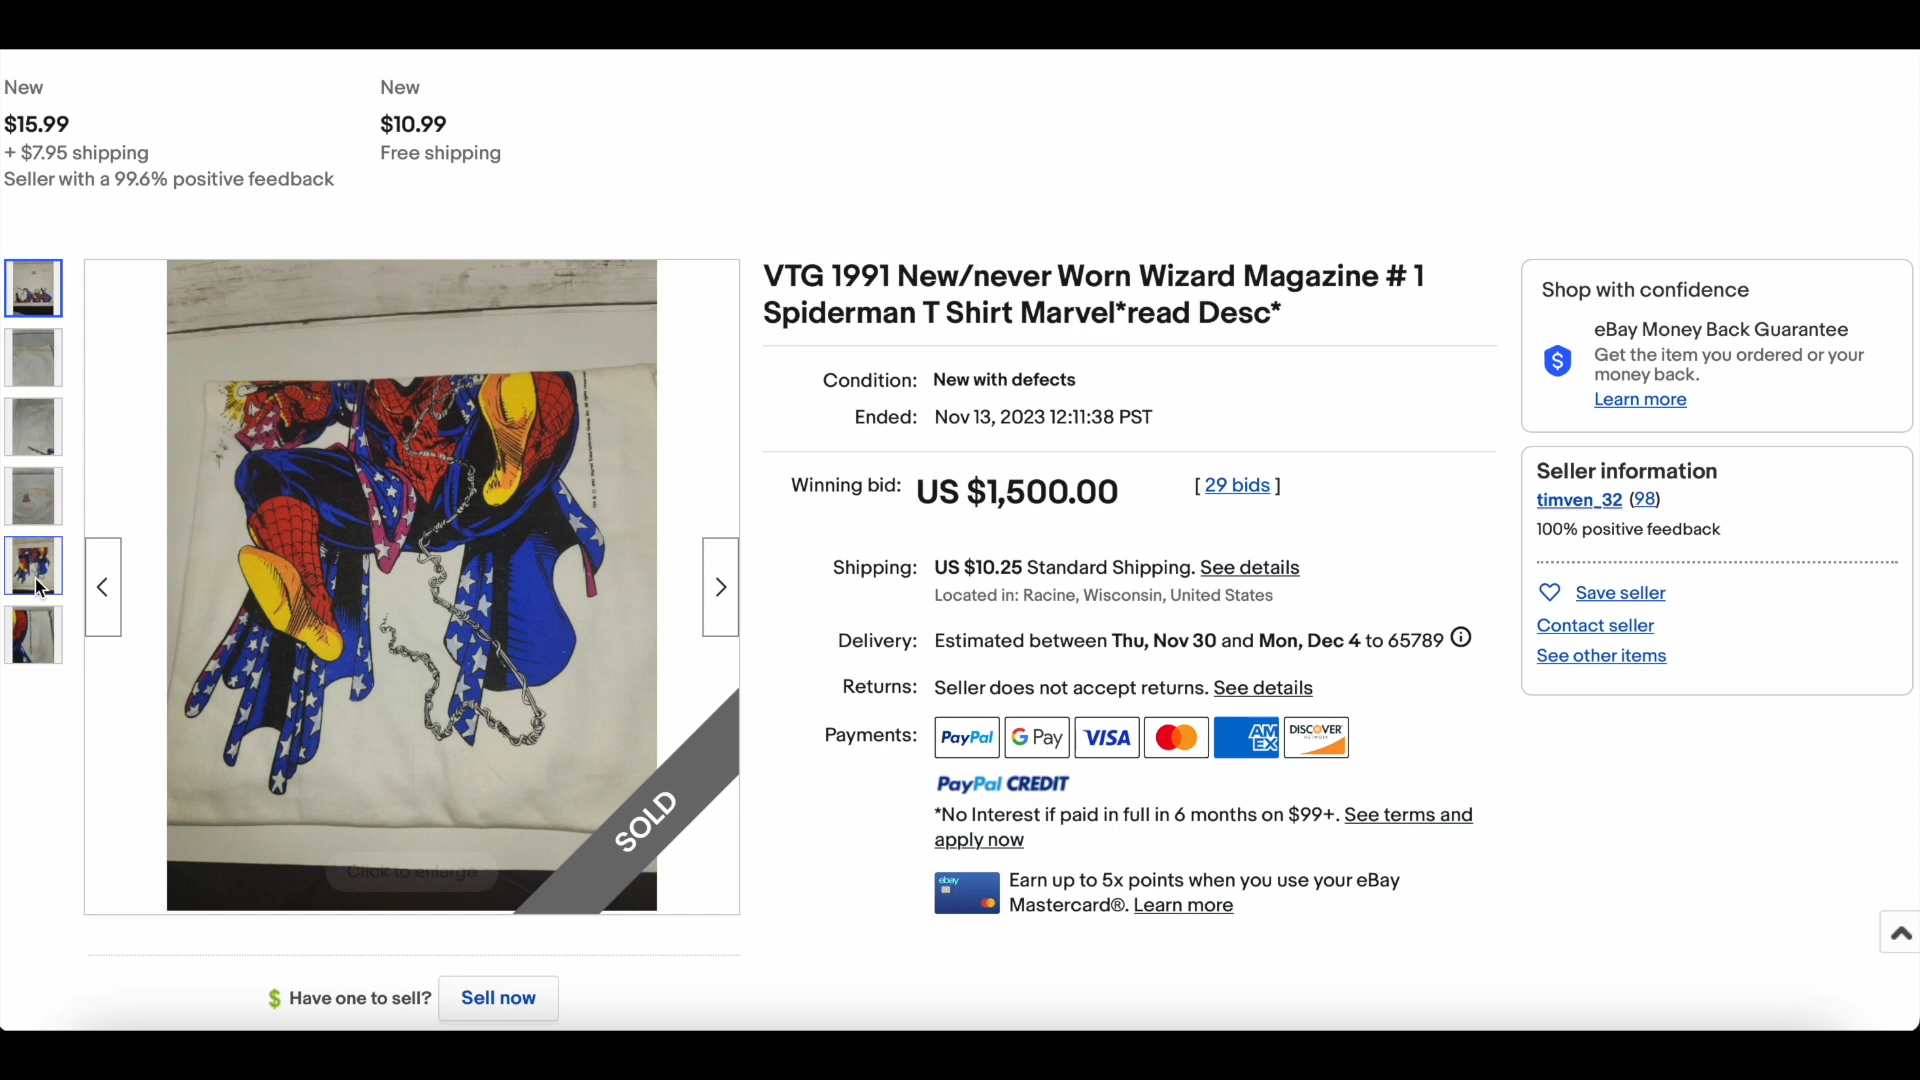 New
$15.99
+ $7.95 shipping
Seller with a 99.6% positive feedback
New
$10.99
Free shipping
SOLD
Click to enlarge
$ Have one to sell? Sell now
VTG 1991 New/never Worn Wizard Magazine # 1
Spiderman T Shirt Marvel*read Desc*
Condition: New with defects
Ended: Nov 13, 2023 12:11:38 PST
Winning bid: US $1,500.00 [ 29 bids ]
Shipping: US $10.25 Standard Shipping. See details
Located in: Racine, Wisconsin, United States
Delivery: Estimated between Thu, Nov 30 and Mon, Dec 4 to 65789
Returns: Seller does not accept returns. See details
Payments: PayPal G Pay VISA AM EX DISCOVER NETWORK
PayPal CREDIT
*No Interest if paid in full in 6 months on $99+. See terms and
apply now
ebay
Earn up to 5x points when you use your eBay
Mastercard®. Learn more
Shop with confidence
$
eBay Money Back Guarantee
Get the item you ordered or your
money back.
Learn more
Seller information
timven_32 (98)
100% positive feedback
Save seller
Contact seller
See other items